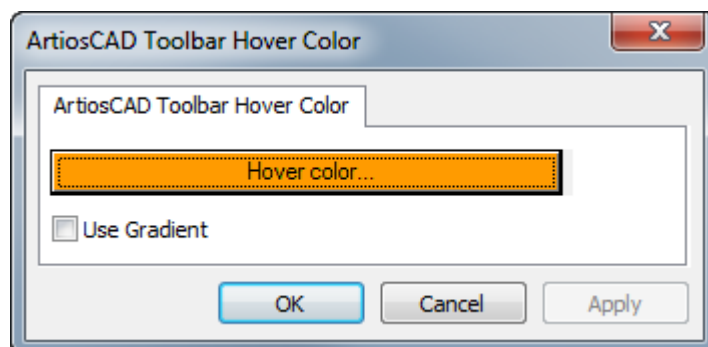 ArtiosCAD Toolbar Hover Color
ArtiosCAD Toolbar Hover Color
Hover color...
Use Gradient
OK Cancel Apply